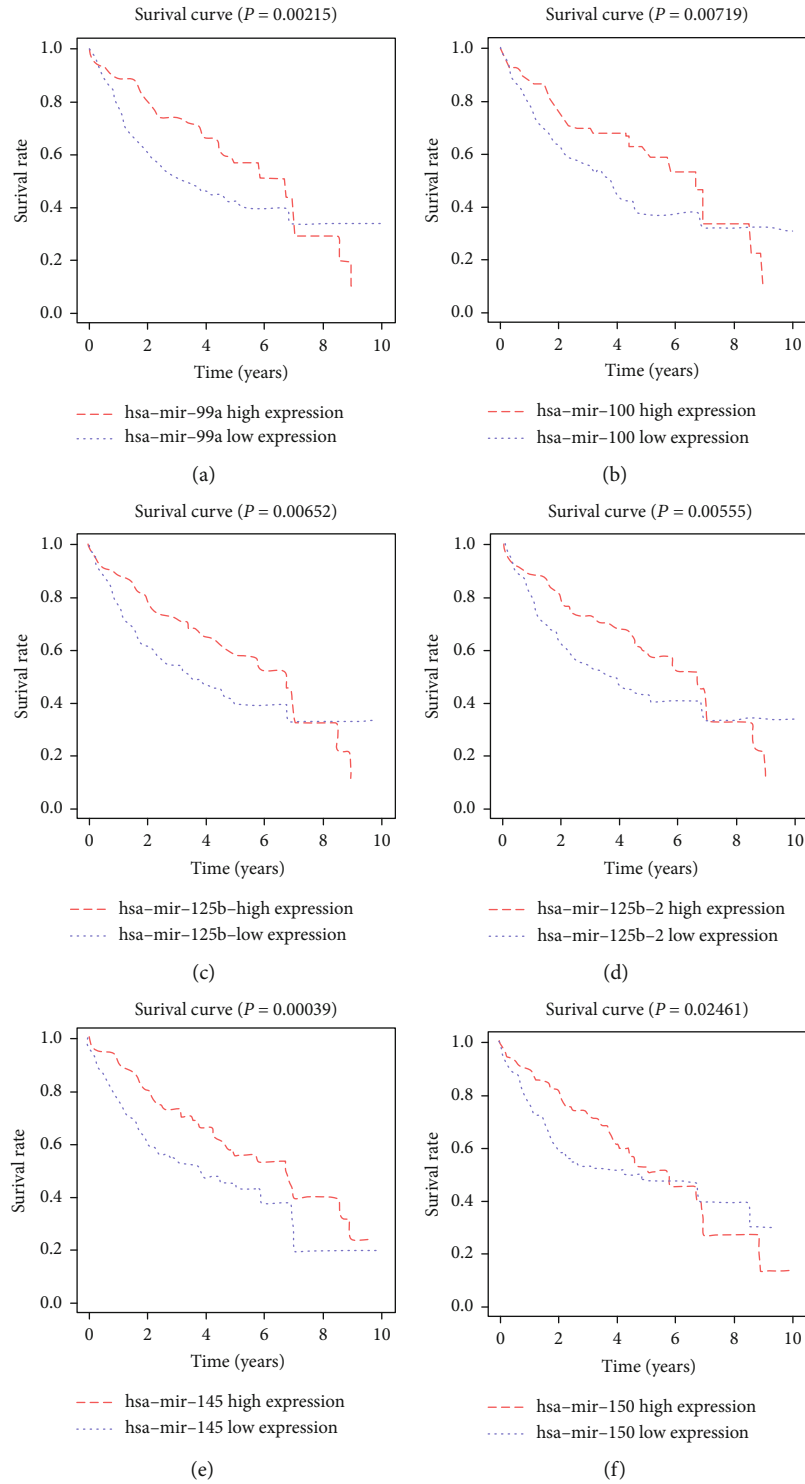 Surival curve (P = 0.00215)
Surival rate
1.0
0.8
0.6
0.4
0.2
0.0
0 2 4 6 8 10
Time (years)
hsa–mir–99a high expression
hsa–mir–99a low expression
(a)
Surival curve (P = 0.00719)
Surival rate
1.0
0.8
0.6
0.4
0.2
0.0
0 2 4 6 8 10
Time (years)
hsa–mir–100 high expression
hsa–mir–100 low expression
(b)
Surival curve (P = 0.00652)
Surival rate
1.0
0.8
0.6
0.4
0.2
0.0
0 2 4 6 8 10
Time (years)
hsa–mir–125b–high expression
hsa–mir–125b–low expression
(c)
Surival curve (P = 0.00555)
Surival rate
1.0
0.8
0.6
0.4
0.2
0.0
0 2 4 6 8 10
Time (years)
hsa–mir–125b–2 high expression
hsa–mir–125b–2 low expression
(d)
Surival curve (P = 0.00039)
Surival rate
1.0
0.8
0.6
0.4
0.2
0.0
0 2 4 6 8 10
Time (years)
hsa–mir–145 high expression
hsa–mir–145 low expression
(e)
Surival curve (P = 0.02461)
Surival rate
1.0
0.8
0.6
0.4
0.2
0.0
0 2 4 6 8 10
Time (years)
hsa–mir–150 high expression
hsa–mir–150 low expression
(f)